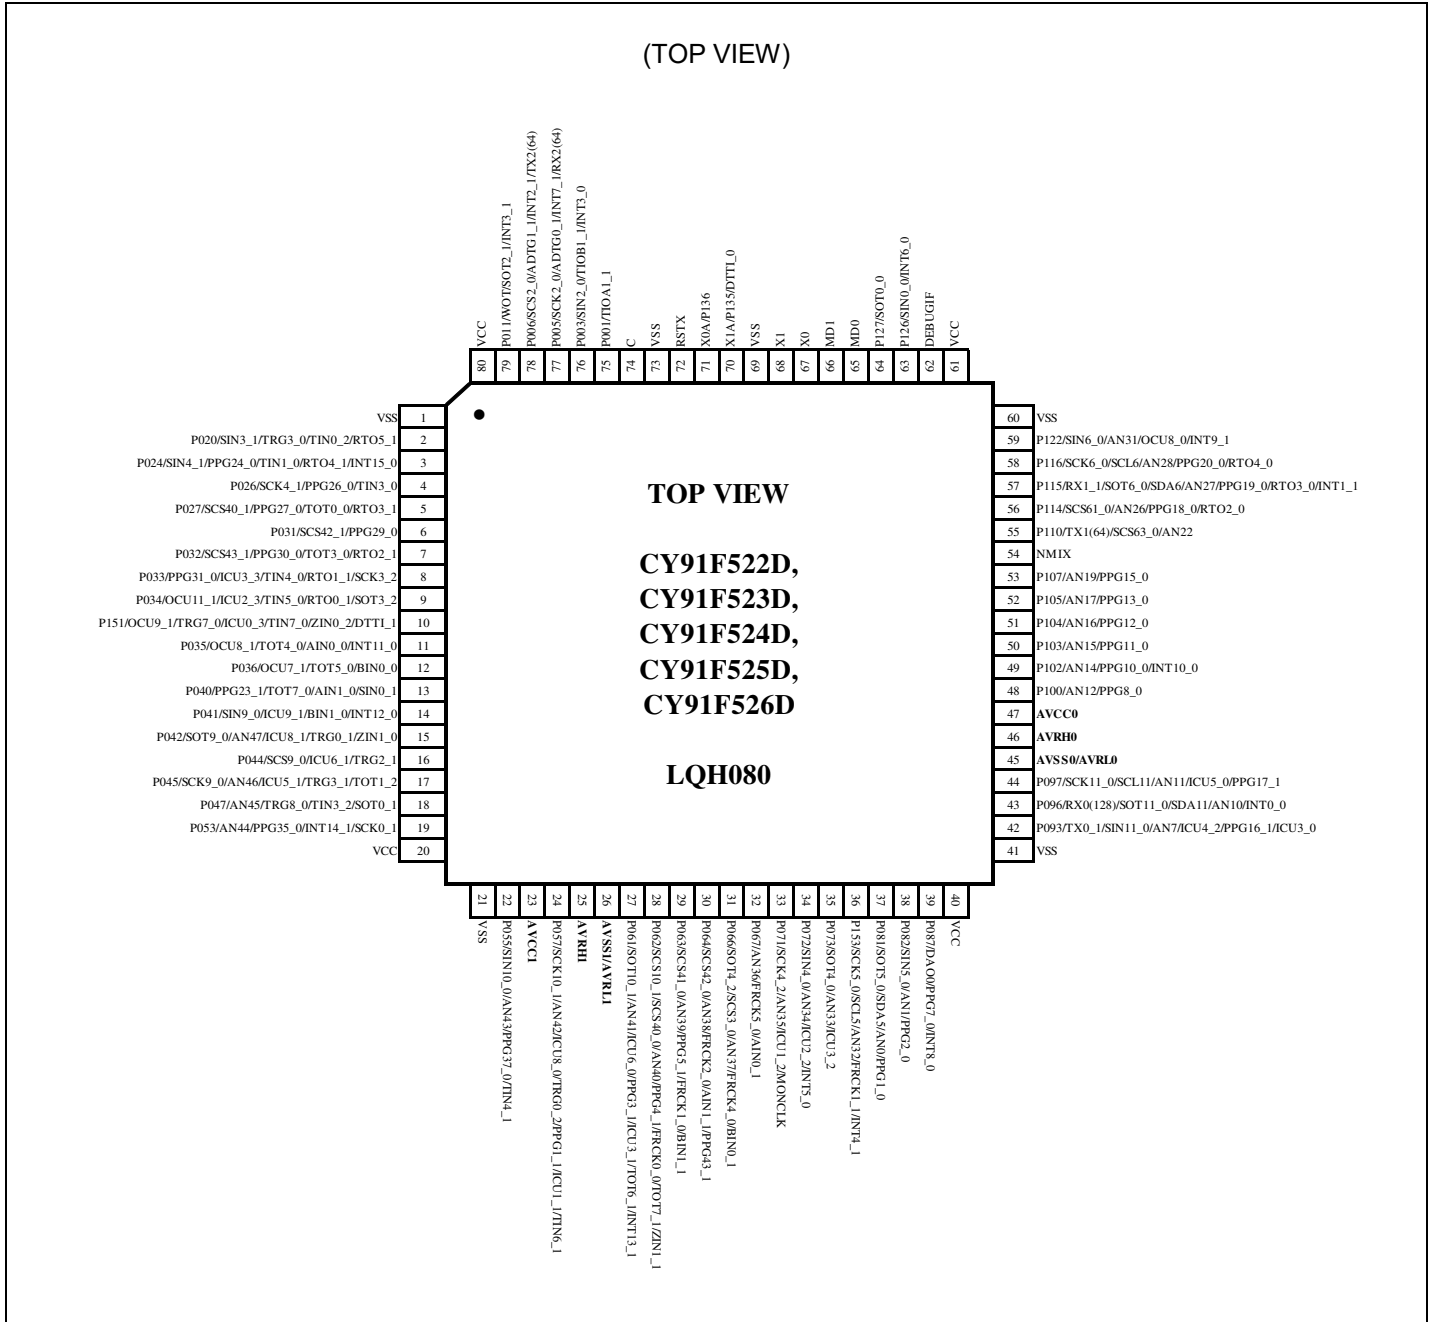 (TOP VIEW)
VCC
P011/WOT/SOT2_1/INT3_1
P006/SCS2_0/ADTG1_1/INT2_1/TX2(64)
P005/SCK2_0/ADTG0_1/INT7_1/RX2(64)
P003/SIN2_0/TIOB1_1/INT3_0
P001/TIOA1_1
C
VSS
RSTX
X0A/P136
X1A/P135/DTTI_0
VSS
X1
X0
MD1
MD0
P127/SOT0_0
P126/SIN0_0/INT6_0
DEBUGIF
VCC
80 79 78 77 76 75 74 73 72 71 70 69 68 67 66 65 64 63 62 61
VSS 1
P020/SIN3_1/TRG3_0/TIN0_2/RTO5_1 2
P024/SIN4_1/PPG24_0/TIN1_0/RTO4_1/INT15_0 3
P026/SCK4_1/PPG26_0/TIN3_0 4
P027/SCS40_1/PPG27_0/TOT0_0/RTO3_1 5
P031/SCS42_1/PPG29_0 6
P032/SCS43_1/PPG30_0/TOT3_0/RTO2_1 7
P033/PPG31_0/ICU3_3/TIN4_0/RTO1_1/SCK3_2 8
P034/OCU11_1/ICU2_3/TIN5_0/RTO0_1/SOT3_2 9
P151/OCU9_1/TRG7_0/ICU0_3/TIN7_0/ZIN0_2/DTTI_1 10
P035/OCU8_1/TOT4_0/AIN0_0/INT11_0 11
P036/OCU7_1/TOT5_0/BIN0_0 12
P040/PPG23_1/TOT7_0/AIN1_0/SIN0_1 13
P041/SIN9_0/ICU9_1/BIN1_0/INT12_0 14
P042/SOT9_0/AN47/ICU8_1/TRG0_1/ZIN1_0 15
P044/SCS9_0/ICU6_1/TRG2_1 16
P045/SCK9_0/AN46/ICU5_1/TRG3_1/TOT1_2 17
P047/AN45/TRG8_0/TIN3_2/SOT0_1 18
P053/AN44/PPG35_0/INT14_1/SCK0_1 19
VCC 20
TOP VIEW
CY91F522D,
CY91F523D,
CY91F524D,
CY91F525D,
CY91F526D
LQH080
60 VSS
59 P122/SIN6_0/AN31/OCU8_0/INT9_1
58 P116/SCK6_0/SCL6/AN28/PPG20_0/RTO4_0
57 P115/RX1_1/SOT6_0/SDA6/AN27/PPG19_0/RTO3_0/INT1_1
56 P114/SCS61_0/AN26/PPG18_0/RTO2_0
55 P110/TX1(64)/SCS63_0/AN22
54 NMIX
53 P107/AN19/PPG15_0
52 P105/AN17/PPG13_0
51 P104/AN16/PPG12_0
50 P103/AN15/PPG11_0
49 P102/AN14/PPG10_0/INT10_0
48 P100/AN12/PPG8_0
47 AVCC0
46 AVRH0
45 AVSS0/AVRL0
44 P097/SCK11_0/SCL11/AN11/ICU5_0/PPG17_1
43 P096/RX0(128)/SOT11_0/SDA11/AN10/INT0_0
42 P093/TX0_1/SIN11_0/AN7/ICU4_2/PPG16_1/ICU3_0
41 VSS
21 22 23 24 25 26 27 28 29 30 31 32 33 34 35 36 37 38 39 40
VSS
P055/SIN10_0/AN43/PPG37_0/TIN4_1
AVCC1
P057/SCK10_1/AN42/ICU8_0/TRG0_2/PPG1_1/ICU1_1/TIN6_1
AVRH1
AVSS1/AVRL1
P061/SOT10_1/AN41/ICU6_0/PPG3_1/ICU3_1/TOT6_1/INT13_1
P062/SCS10_1/SCS40_0/AN40/PPG4_1/FRCK0_0/TOT7_1/ZIN1_1
P063/SCS41_0/AN39/PPG5_1/FRCK1_0/BIN1_1
P064/SCS42_0/AN38/FRCK2_0/AIN1_1/PPG43_1
P066/SOT4_2/SCS3_0/AN37/FRCK4_0/BIN0_1
P067/AN36/FRCK5_0/AIN0_1
P071/SCK4_2/AN35/ICU1_2/MONCLK
P072/SIN4_0/AN34/ICU2_2/INT5_0
P073/SOT4_0/AN33/ICU3_2
P153/SCK5_0/SCL5/AN32/FRCK1_1/INT4_1
P081/SOT5_0/SDA5/AN0/PPG1_0
P082/SIN5_0/AN1/PPG2_0
P087/DAO0/PPG7_0/INT8_0
VCC